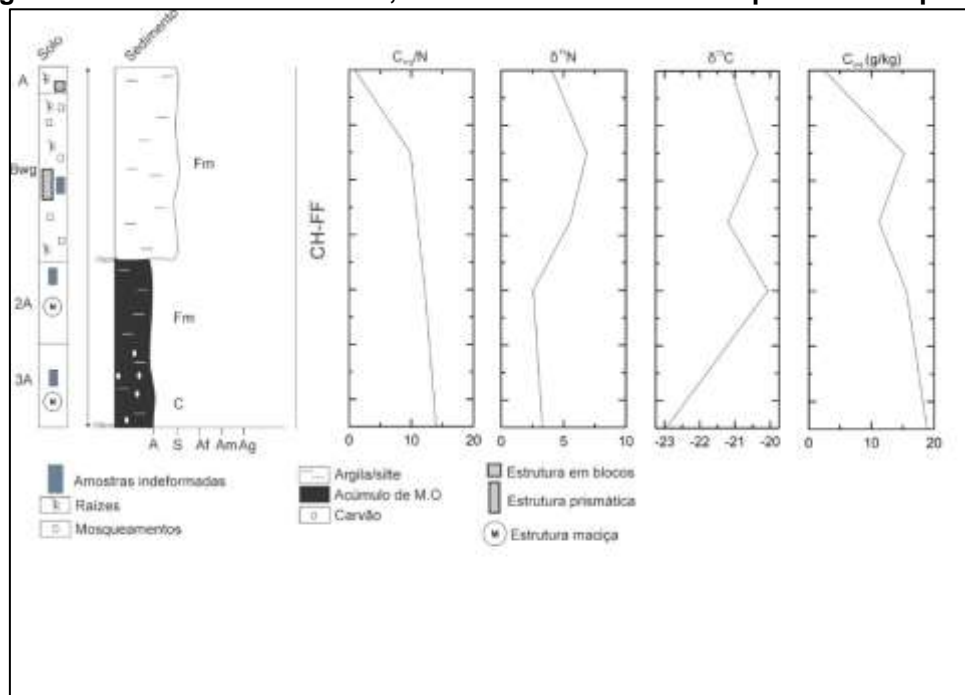 Solo
Sedimento
C org/N
δ¹⁵N
δ¹³C
C org (g/kg)
A
Bwg
2A
3A
Fm
Fm
C
CH-FF
A S Af Am Ag
0 10 20
0 5 10
-23 -22 -21 -20
0 10 20
M
M
Amostras indeformadas
Raízes
Mosqueamentos
Argila/silte
Acúmulo de M.O
Carvão
Estrutura em blocos
Estrutura prismática
M Estrutura maciça